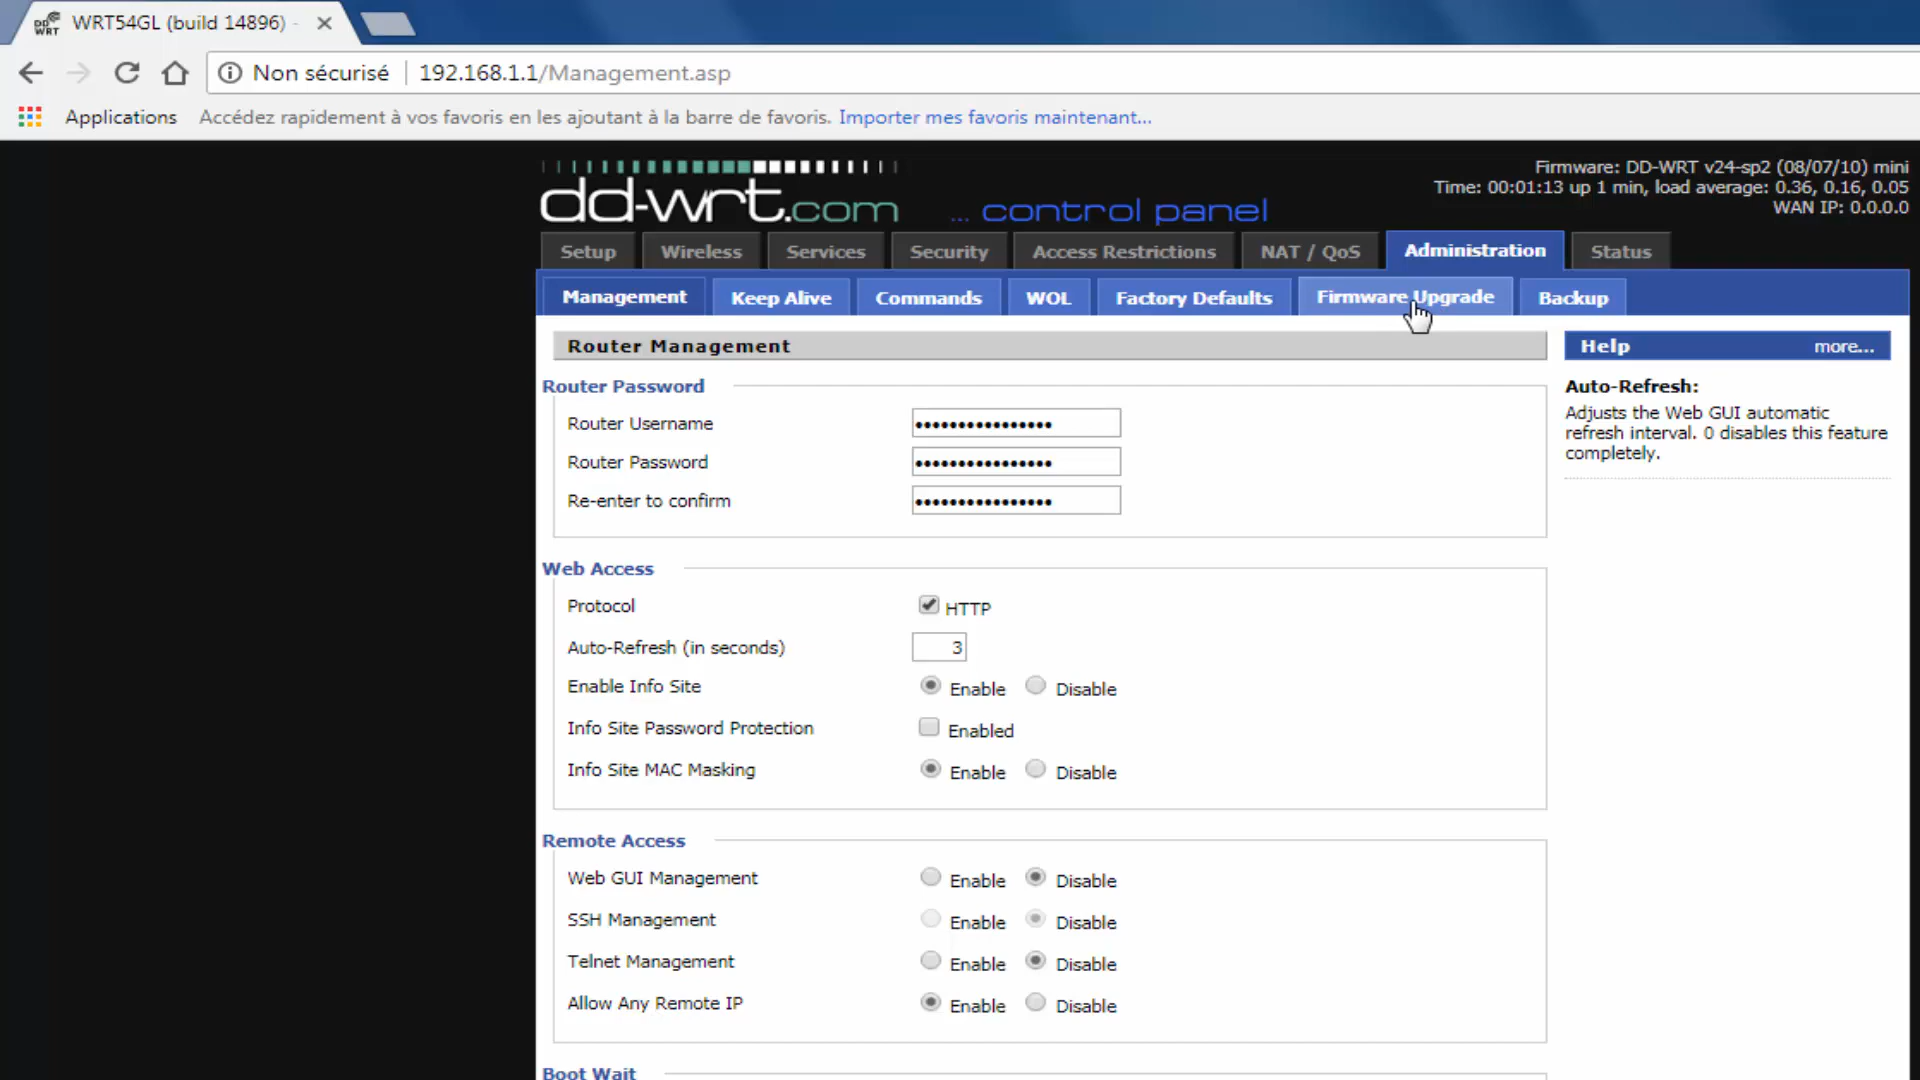 DD WRT WRT54GL (build 14896) -
Non sécurisé 192.168.1.1/Management.asp
Applications Accédez rapidement à vos favoris en les ajoutant à la barre de favoris. Importer mes favoris maintenant...
dd-wrt.com ... control panel
Firmware: DD-WRT v24-sp2 (08/07/10) mini
Time: 00:01:13 up 1 min, load average: 0.36, 0.16, 0.05
WAN IP: 0.0.0.0
Setup Wireless Services Security Access Restrictions NAT / QoS Administration Status
Management Keep Alive Commands WOL Factory Defaults Firmware Upgrade Backup
Router Management
Router Password
Router Username ••••••••••••••••
Router Password ••••••••••••••••
Re-enter to confirm ••••••••••••••••
Web Access
Protocol HTTP
Auto-Refresh (in seconds) 3
Enable Info Site Enable Disable
Info Site Password Protection Enabled
Info Site MAC Masking Enable Disable
Remote Access
Web GUI Management Enable Disable
SSH Management Enable Disable
Telnet Management Enable Disable
Allow Any Remote IP Enable Disable
Boot Wait
Help more...
Auto-Refresh:
Adjusts the Web GUI automatic
refresh interval. 0 disables this feature
completely.